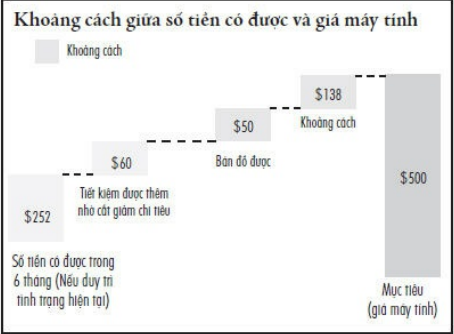 Khoảng cách giữa số tiền có được và giá máy tính
Khoảng cách
$138
Khoảng cách
$50
Bán đồ được
$60
Tiết kiệm được thêm
nhờ cắt giảm chi tiêu
$500
$252
Số tiền có được trong
6 tháng (Nếu duy trì
tình trạng hiện tại)
Mục tiêu
(giá máy tính)